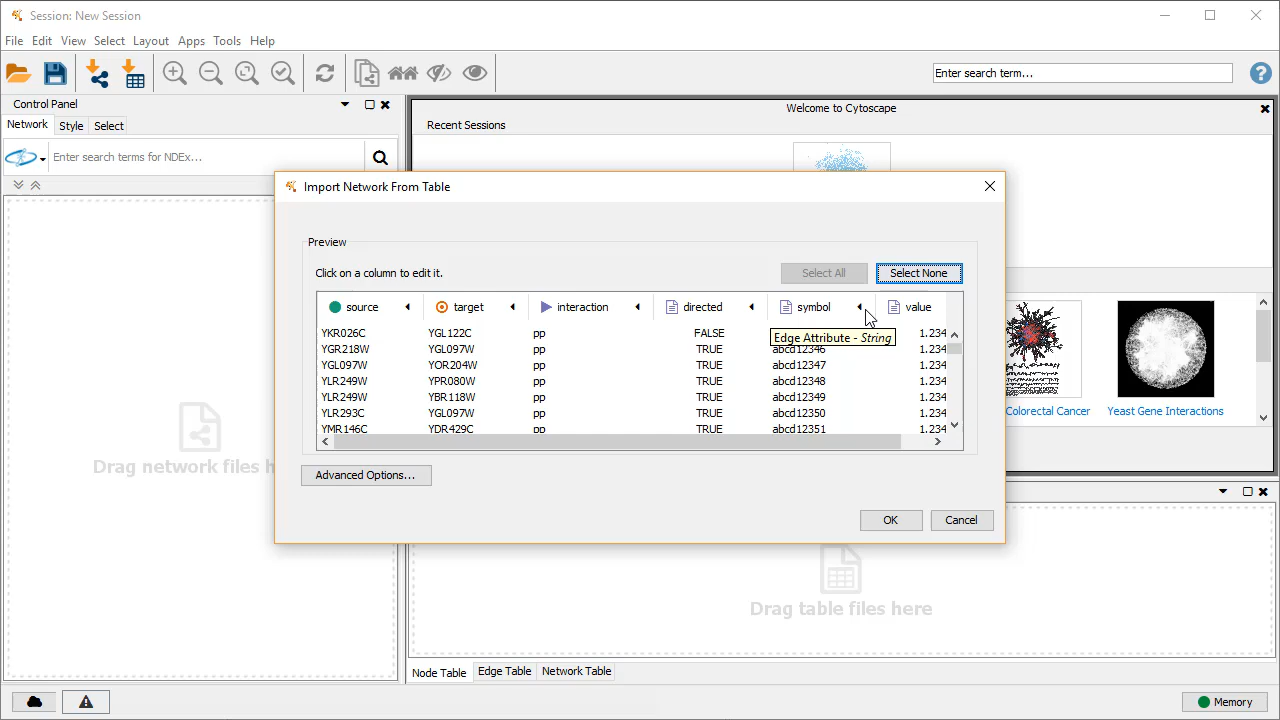 Session: New Session
File Edit View Select Layout Apps Tools Help
Enter search term...
Control Panel
Welcome to Cytoscape
Network Style Select
Recent Sessions
Enter search terms for NDEx...
Import Network From Table
Preview
Click on a column to edit it.
Select All
Select None
source target interaction directed symbol value
YKR026C YGL122C pp FALSE 1.234
Edge Attribute - String
YGR218W YGL097W pp TRUE abcd12346 1.234
YGL097W YOR204W pp TRUE abcd12347 1.234
YLR249W YPR080W pp TRUE abcd12348 1.234
YLR249W YBR118W pp TRUE abcd12349 1.234
YLR293C YGL097W pp TRUE abcd12350 1.234
YMR146C YDR429C pp TRUE abcd12351 1.234
Colorectal Cancer
Yeast Gene Interactions
Drag network files h
Advanced Options...
OK
Cancel
Drag table files here
Node Table Edge Table Network Table
Memory